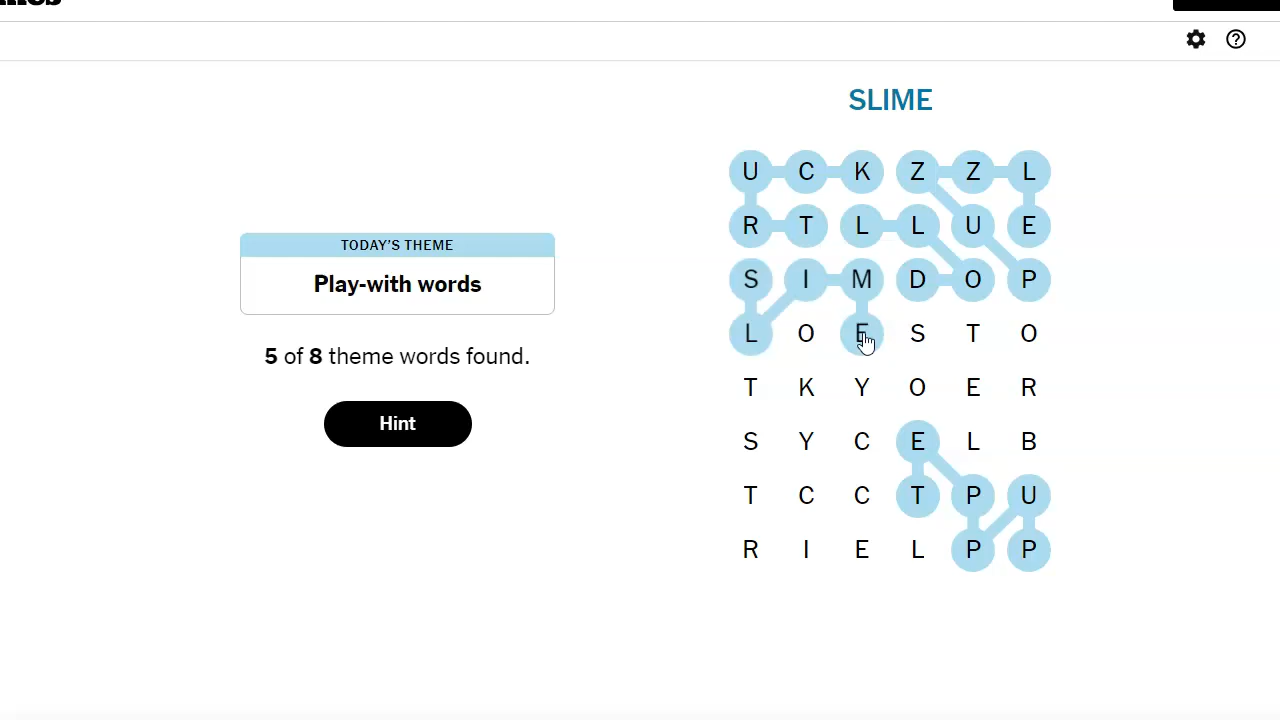 SLIME
U C K Z Z L
R T L L U E
TODAY'S THEME
Play-with words
S I M D O P
5 of 8 theme words found.
L O E S T O
T K Y O E R
Hint
S Y C E L B
T C C T P U
R I E L P P